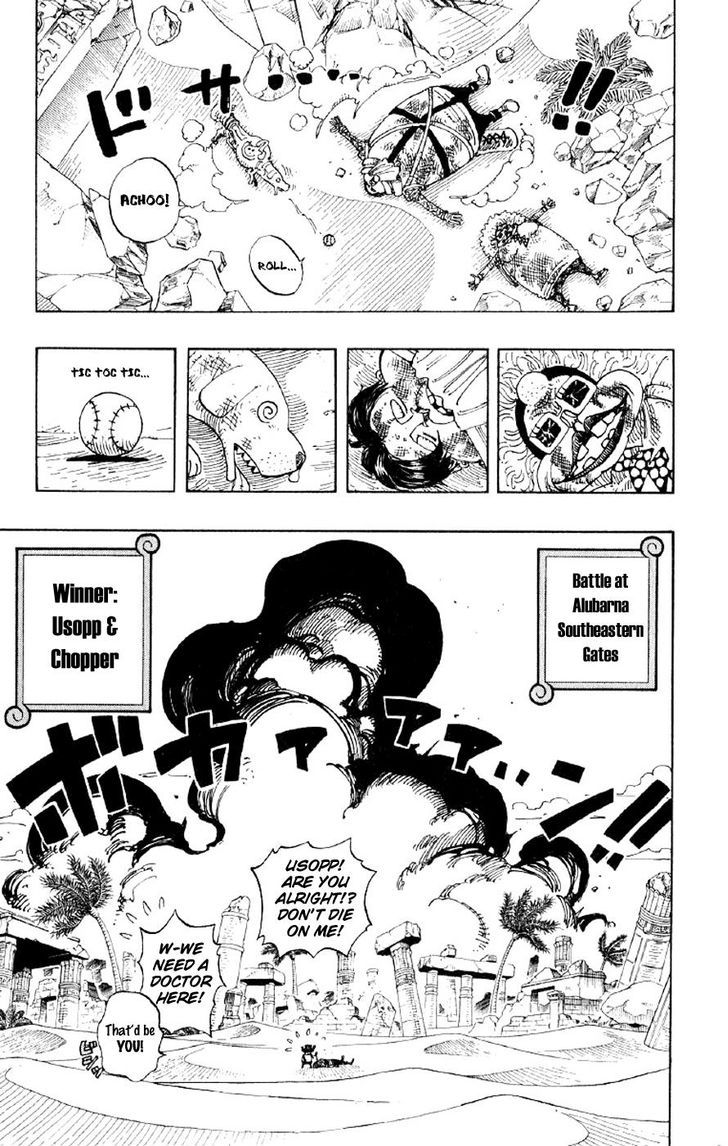 ドサ…‥‥!!
ACHOO!
ROLL...
TIC TOC TIC...
Winner:
Usopp &
Chopper
Battle at
Alubarna
Southeastern
Gates
ボカァアアァン!!
USOPP!
ARE YOU
ALRIGHT!?
DON'T DIE
ON ME!
W-WE
NEED A
DOCTOR
HERE!
That'd be
YOU!